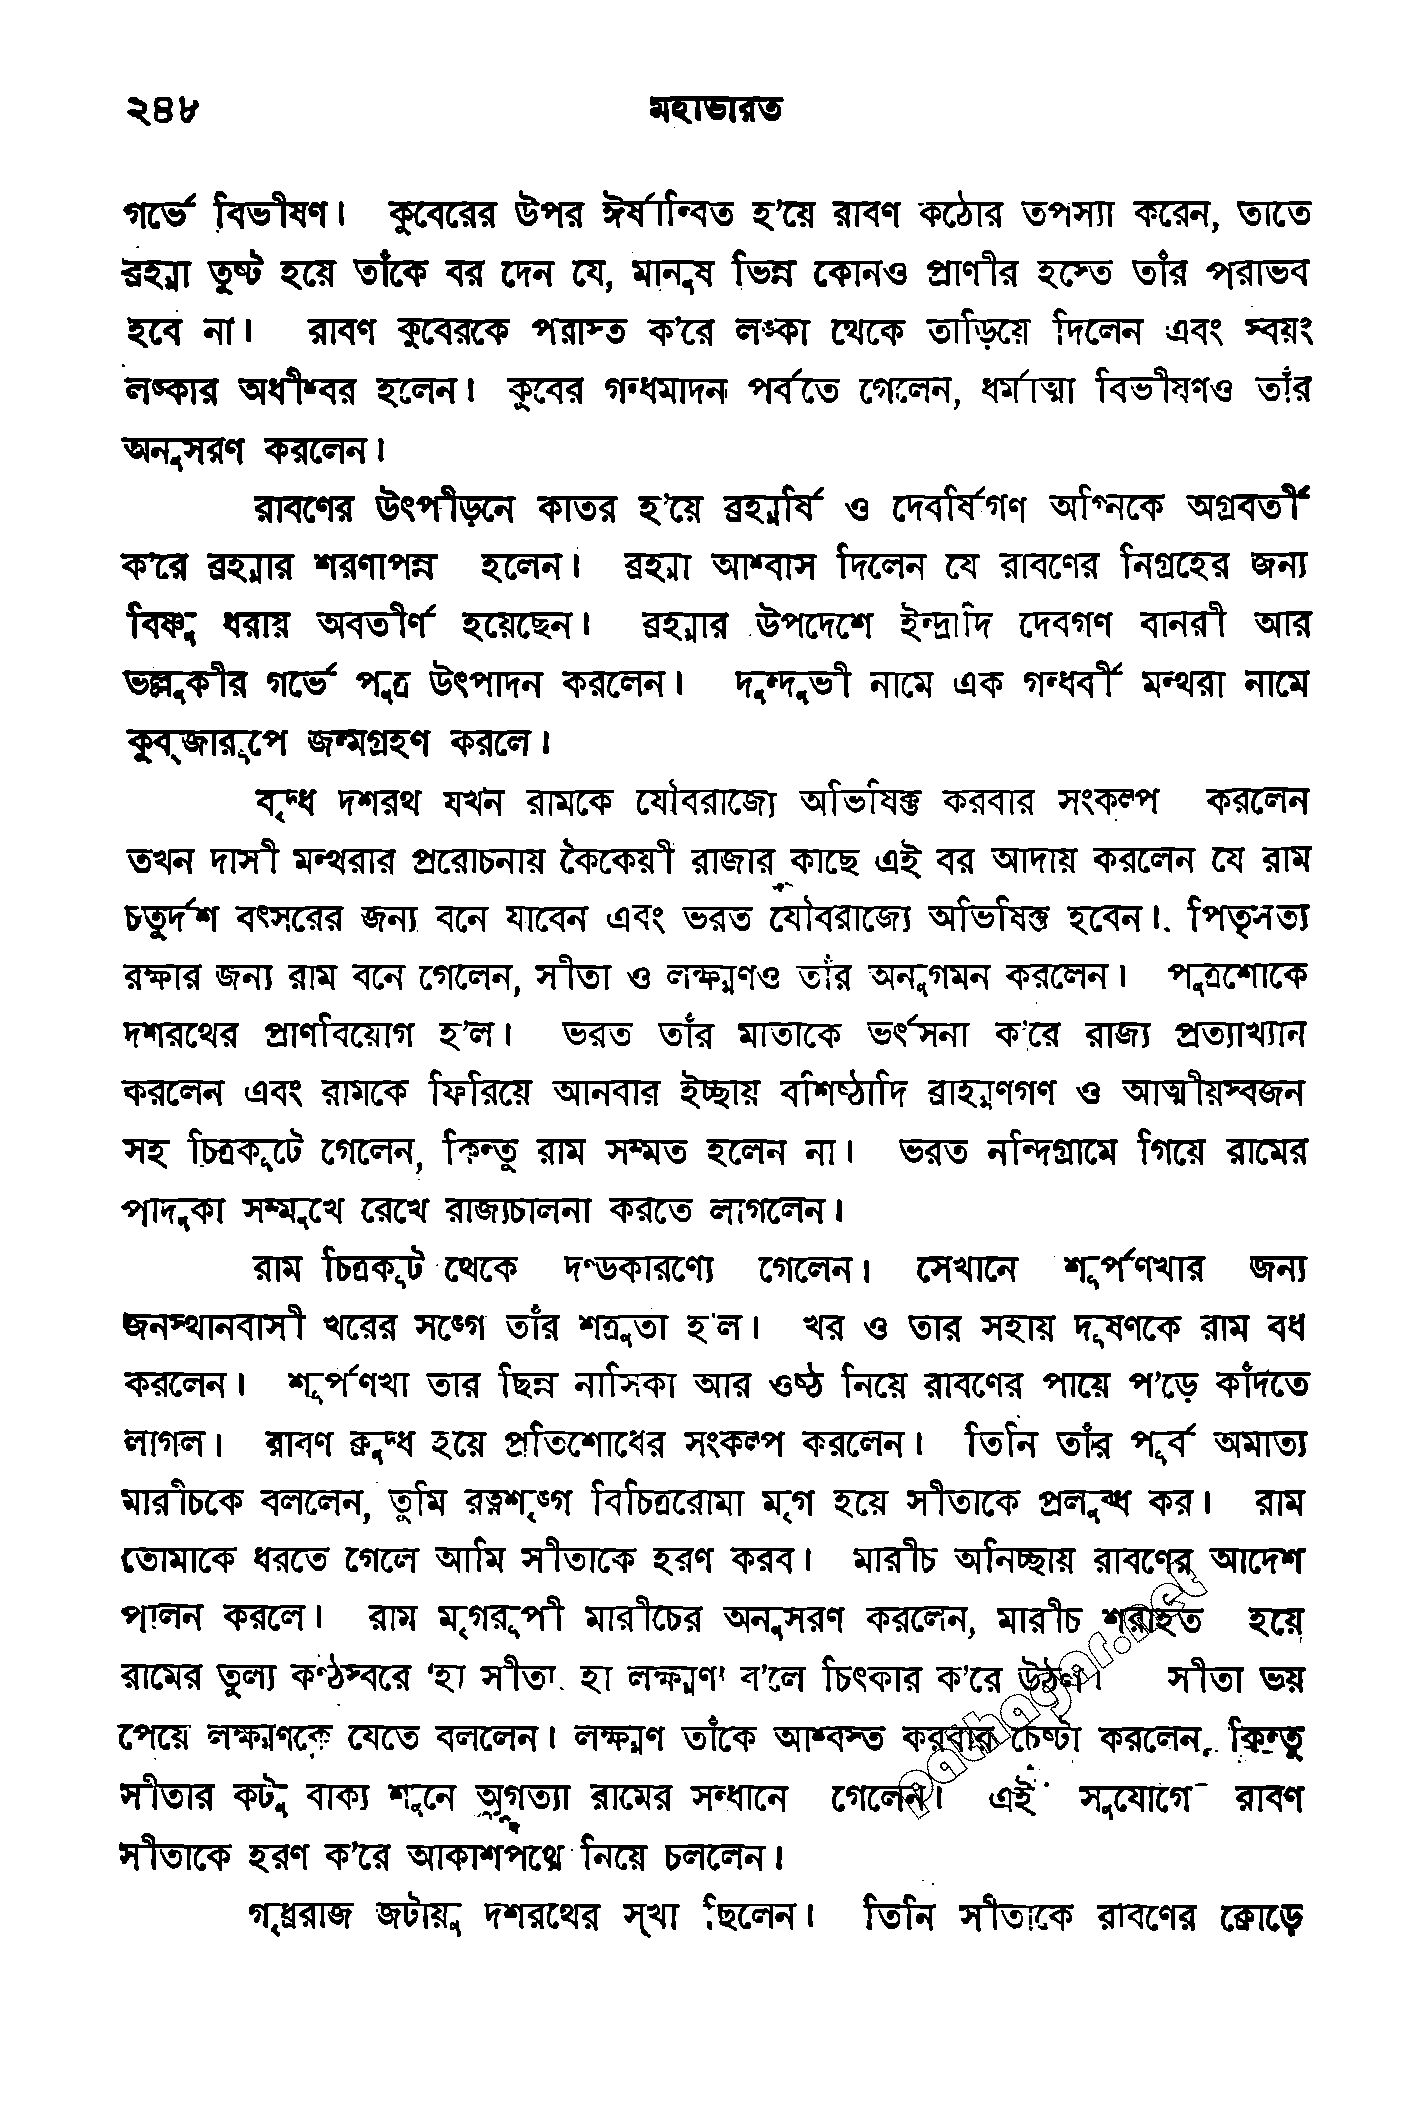 ২৪৮ মহাভারত
গর্ভে বিভীষণ। কুবেরের উপর ঈর্ষান্বিত হ’য়ে রাবণ কঠোর তপস্যা করেন, তাতে
ব্রহ্মা তুষ্ট হয়ে তাঁকে বর দেন যে, মানুষ ভিন্ন কোনও প্রাণীর হস্তে তাঁর পরাভব
হবে না। রাবণ কুবেরকে পরাস্ত ক’রে লঙ্কা থেকে তাড়িয়ে দিলেন এবং স্বয়ং
লঙ্কার অধীশ্বর হলেন। কুবের গন্ধমাদন পর্বতে গেলেন, ধর্মাত্মা বিভীষণও তাঁর
অনুসরণ করলেন।
রাবণের উৎপীড়নে কাতর হ’য়ে ব্রহ্মর্ষি ও দেবর্ষিগণ অগ্নিকে অগ্রবর্তী
ক’রে ব্রহ্মার শরণাপন্ন হলেন। ব্রহ্মা আশ্বাস দিলেন যে রাবণের নিগ্রহের জন্য
বিষ্ণু ধরায় অবতীর্ণ হয়েছেন। ব্রহ্মার উপদেশে ইন্দ্রাদি দেবগণ বানরী আর
ভল্লুকীর গর্ভে পুত্র উৎপাদন করলেন। দুন্দুভী নামে এক গন্ধর্বী মন্থরা নামে
কুব্জারূপে জন্মগ্রহণ করলে।
বৃদ্ধ দশরথ যখন রামকে যৌবরাজ্যে অভিষিক্ত করবার সংকল্প করলেন
তখন দাসী মন্থরার প্ররোচনায় কৈকেয়ী রাজার কাছে এই বর আদায় করলেন যে রাম
চতুর্দশ বৎসরের জন্য বনে যাবেন এবং ভরত যৌবরাজ্যে অভিষিক্ত হবেন। পিতৃসত্য
রক্ষার জন্য রাম বনে গেলেন, সীতা ও লক্ষ্মণও তাঁর অনুগমন করলেন। পুত্রশোকে
দশরথের প্রাণবিয়োগ হ’ল। ভরত তাঁর মাতাকে ভর্ৎসনা ক’রে রাজ্য প্রত্যাখ্যান
করলেন এবং রামকে ফিরিয়ে আনবার ইচ্ছায় বশিষ্ঠাদি ব্রাহ্মণগণ ও আত্মীয়স্বজন
সহ চিত্রকূটে গেলেন, কিন্তু রাম সম্মত হলেন না। ভরত নন্দিগ্রামে গিয়ে রামের
পাদুকা সম্মুখে রেখে রাজ্যচালনা করতে লাগলেন।
রাম চিত্রকূট থেকে দণ্ডকারণ্যে গেলেন। সেখানে শূর্পণখার জন্য
জনস্থানবাসী খরের সঙ্গে তাঁর শত্রুতা হ’ল। খর ও তার সহায় দূষণকে রাম বধ
করলেন। শূর্পণখা তার ছিন্ন নাসিকা আর ওষ্ঠ নিয়ে রাবণের পায়ে প’ড়ে কাঁদতে
লাগল। রাবণ ক্রুদ্ধ হয়ে প্রতিশোধের সংকল্প করলেন। তিনি তাঁর পূর্ব অমাত্য
মারীচকে বললেন, তুমি রত্নশৃঙ্গ বিচিত্ররোমা মৃগ হয়ে সীতাকে প্রলুব্ধ কর। রাম
তোমাকে ধরতে গেলে আমি সীতাকে হরণ করব। মারীচ অনিচ্ছায় রাবণের আদেশ
পালন করলে। রাম মৃগরূপী মারীচের অনুসরণ করলেন, মারীচ শরাহত হয়ে
রামের তুল্য কণ্ঠস্বরে ‘হা সীতা, হা লক্ষ্মণ’ ব’লে চিৎকার ক’রে উঠল। সীতা ভয়
পেয়ে লক্ষ্মণকে যেতে বললেন। লক্ষ্মণ তাঁকে আশ্বস্ত করবার চেষ্টা করলেন, কিন্তু
সীতার কটু বাক্য শুনে অগত্যা রামের সন্ধানে গেলেন। এই সুযোগে রাবণ
সীতাকে হরণ ক’রে আকাশপথে নিয়ে চললেন।
গৃধ্ররাজ জটায়ু দশরথের সখা ছিলেন। তিনি সীতাকে রাবণের ক্রোড়ে
pathagar.net